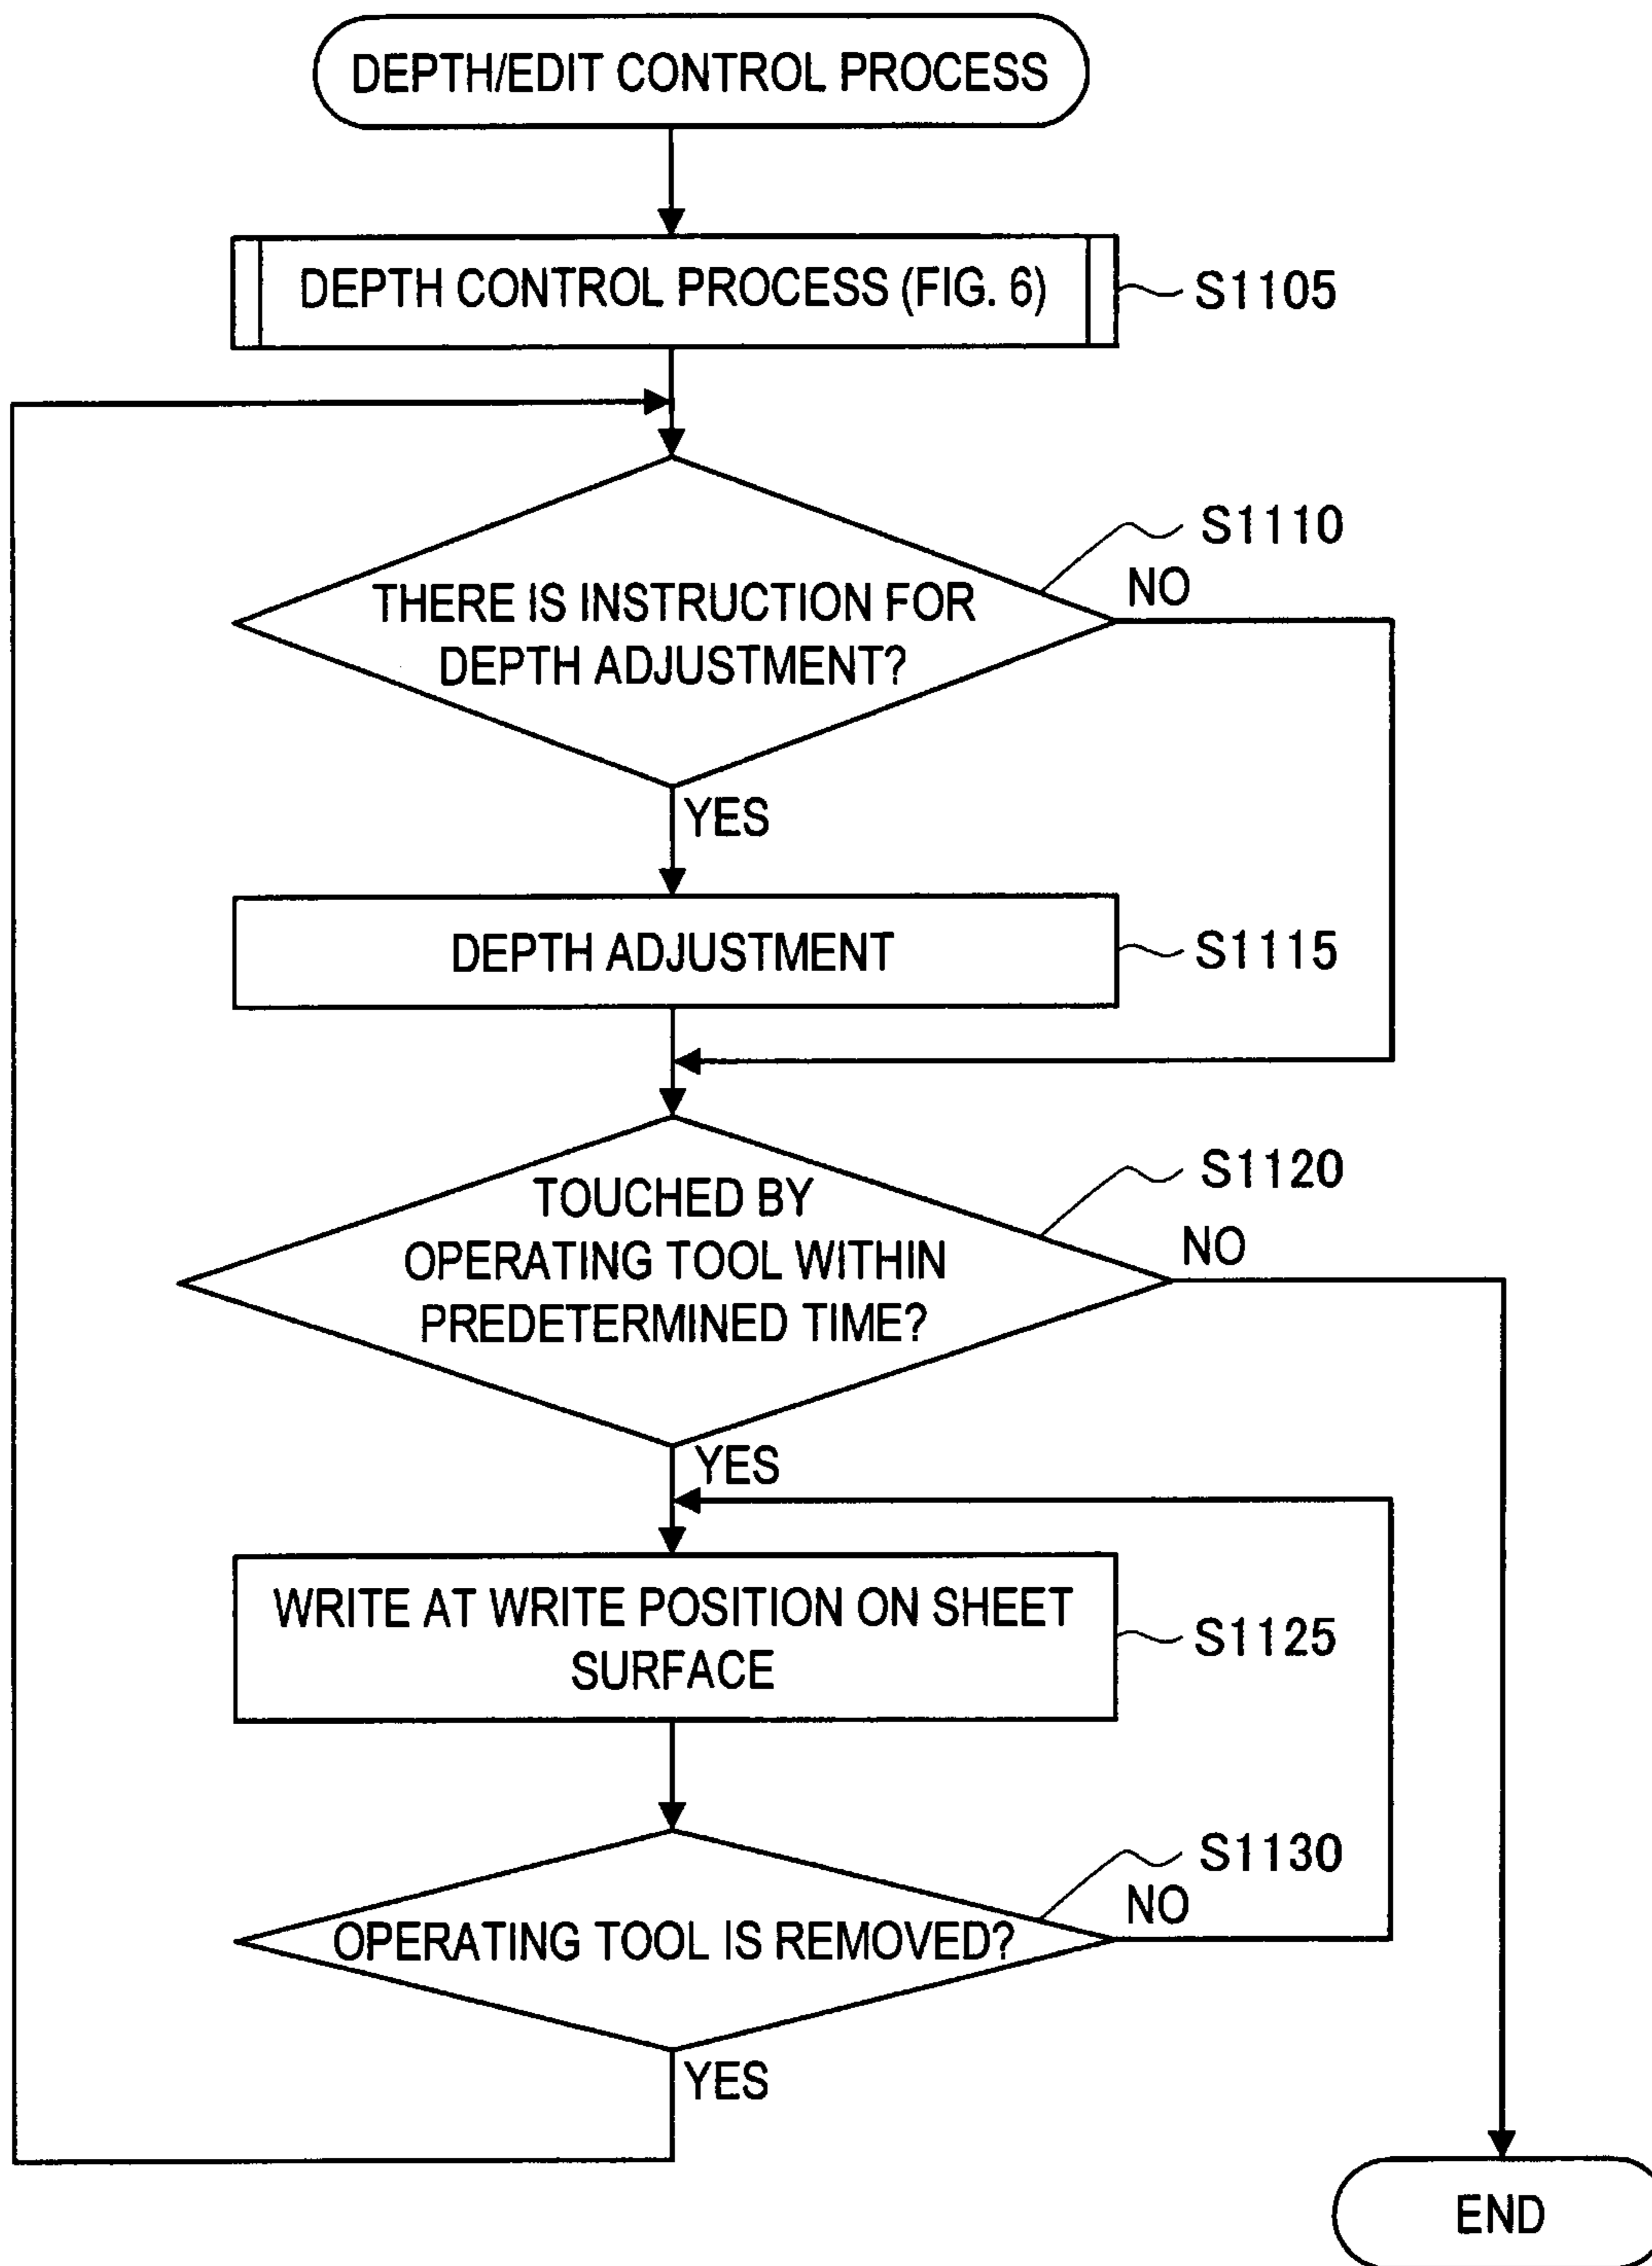 DEPTH/EDIT CONTROL PROCESS
DEPTH CONTROL PROCESS (FIG. 6)
S1105
S1110
NO
THERE IS INSTRUCTION FOR
DEPTH ADJUSTMENT?
YES
DEPTH ADJUSTMENT
S1115
S1120
NO
TOUCHED BY
OPERATING TOOL WITHIN
PREDETERMINED TIME?
YES
WRITE AT WRITE POSITION ON SHEET
SURFACE
S1125
S1130
NO
OPERATING TOOL IS REMOVED?
YES
END